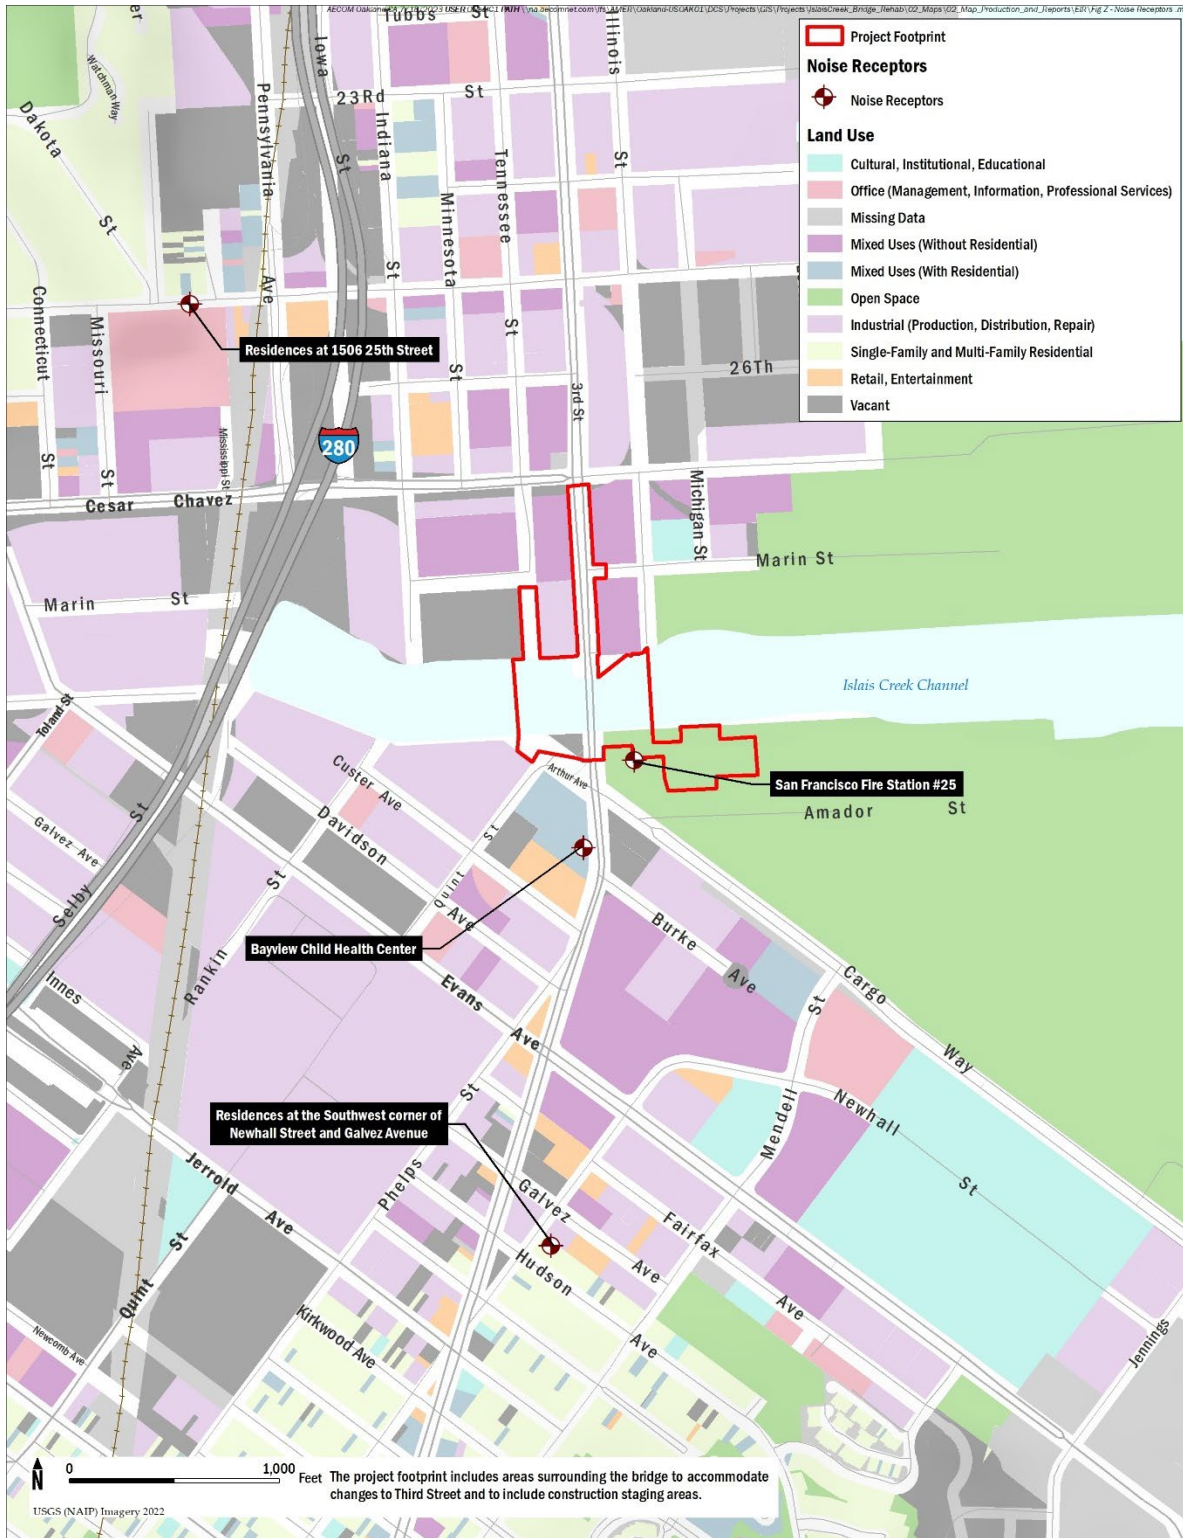 Project Footprint
Noise Receptors
Noise Receptors
Land Use
Cultural, Institutional, Educational
Office (Management, Information, Professional Services)
Missing Data
Mixed Uses (Without Residential)
Mixed Uses (With Residential)
Open Space
Industrial (Production, Distribution, Repair)
Single-Family and Multi-Family Residential
Retail, Entertainment
Vacant
Tubbs St
Illinois St
Iowa St
Watchman Way
Pennsylvania Ave
23Rd St
Dakota St
Indiana St
Tennessee St
Minnesota St
Connecticut St
Missouri St
Residences at 1506 25th Street
26Th
3rd St
280
Mississippi St
Cesar Chavez
Michigan St
Marin St
Marin St
Islais Creek Channel
Toland St
Custer Ave
Arthur Ave
San Francisco Fire Station #25
Amador St
Davidson Ave
Galvez Ave
Selby St
Quint St
Burke Ave
Bayview Child Health Center
Rankin St
Cargo Way
Innes Ave
Evans Ave
Mendell St
Newhall St
Residences at the Southwest corner of
Newhall Street and Galvez Avenue
Jerrold Ave
Phelps St
Galvez Ave
Fairfax Ave
Hudson Ave
Quint St
Kirkwood Ave
Newcomb Ave
Jennings
N
0 1,000 Feet
The project footprint includes areas surrounding the bridge to accommodate
changes to Third Street and to include construction staging areas.
USGS (NAIP) Imagery 2022